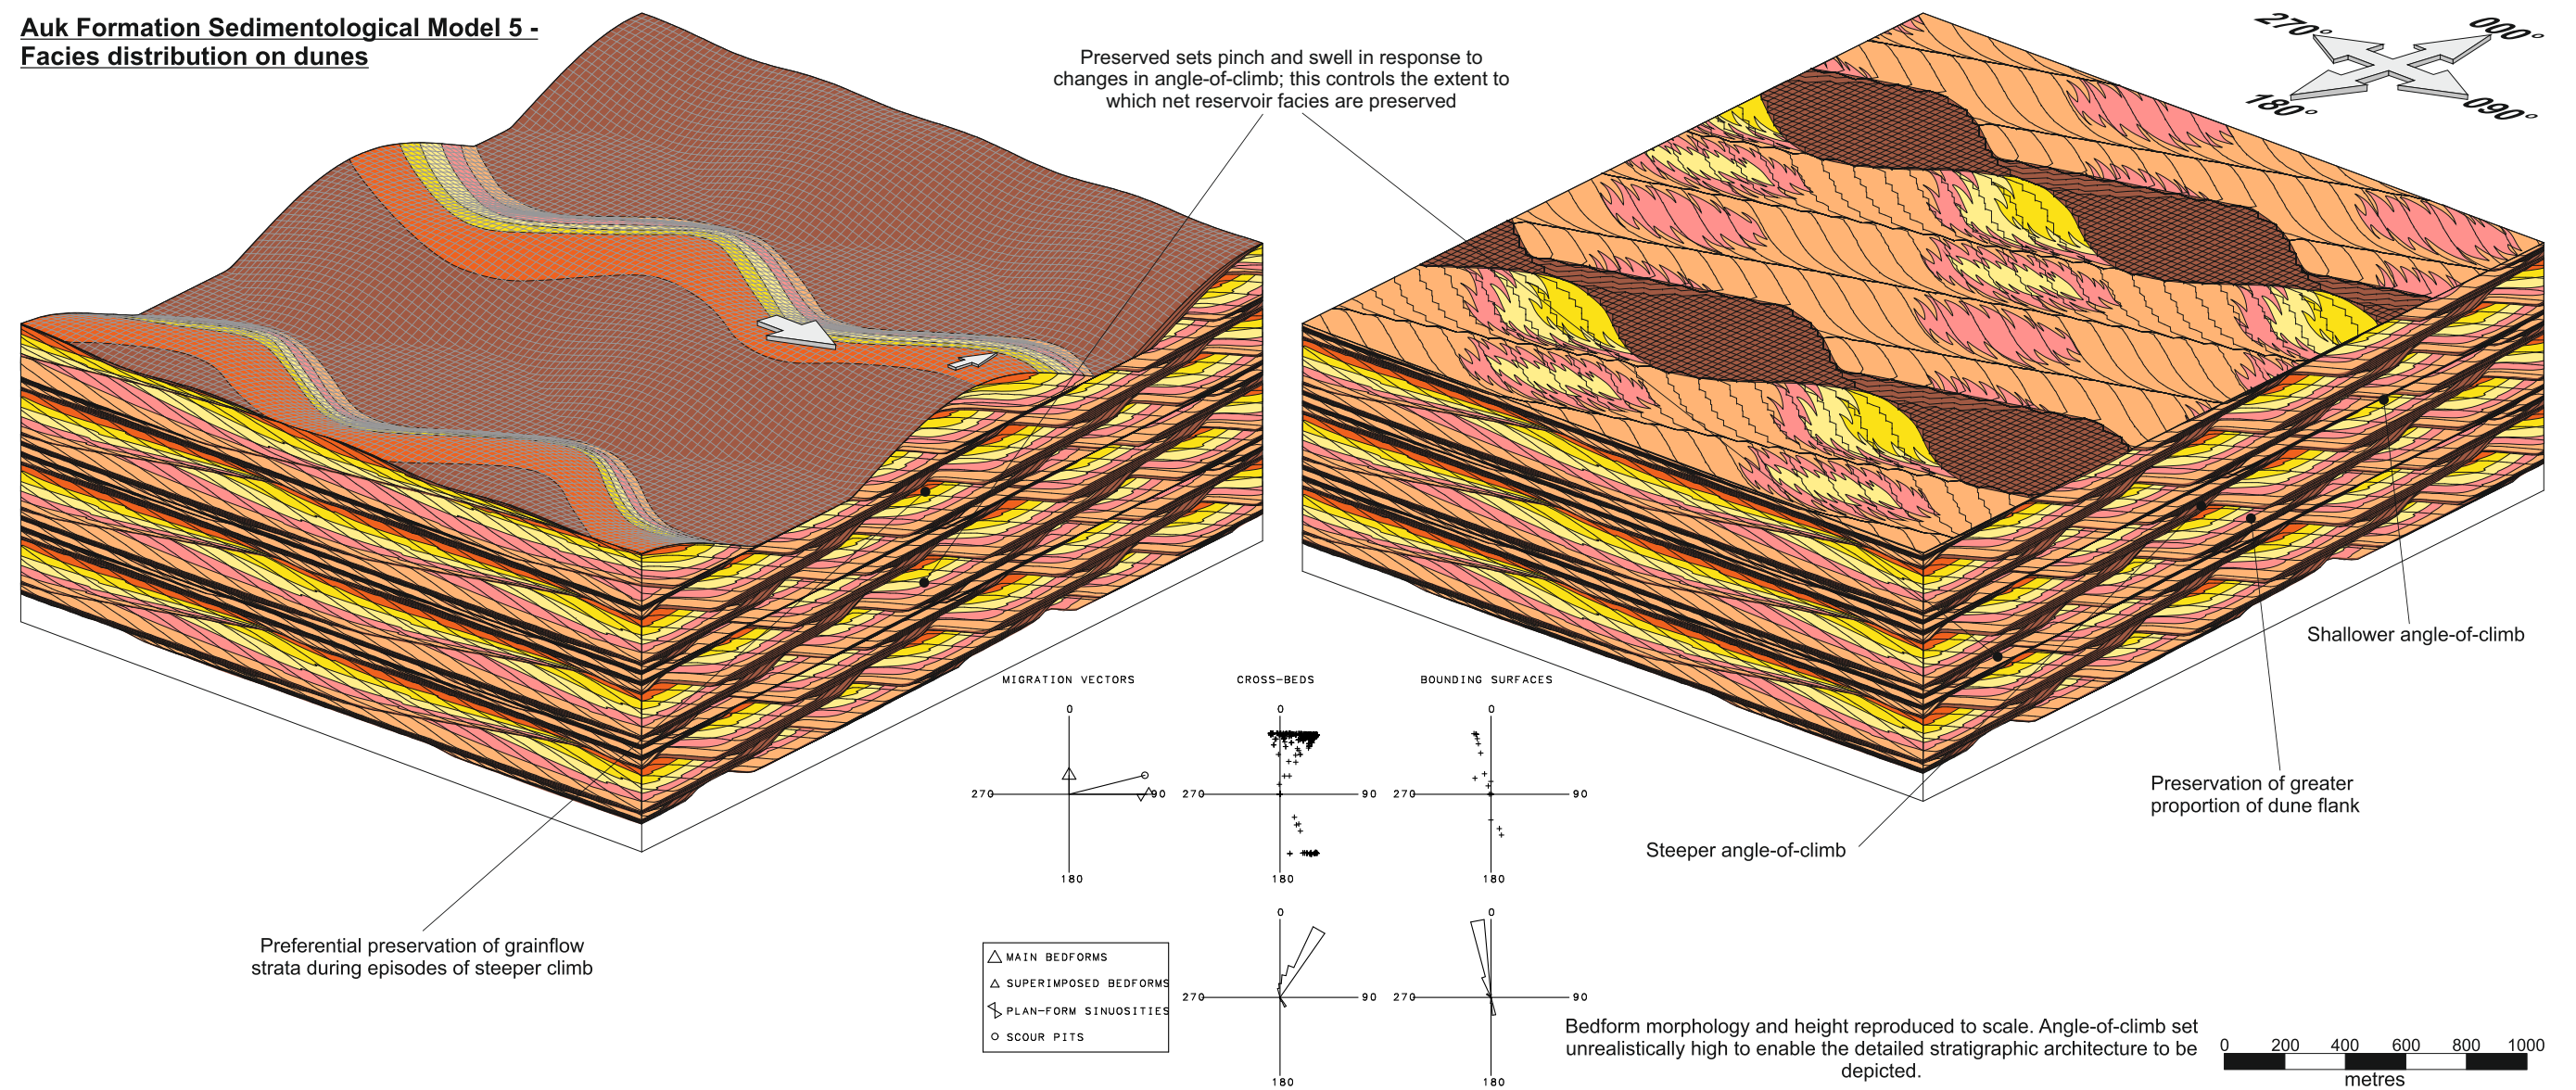 Auk Formation Sedimentological Model 5 -
Facies distribution on dunes
Preserved sets pinch and swell in response to
changes in angle-of-climb; this controls the extent to
which net reservoir facies are preserved
270°
000°
180°
090°
Shallower angle-of-climb
Preservation of greater
proportion of dune flank
Steeper angle-of-climb
Preferential preservation of grainflow
strata during episodes of steeper climb
MIGRATION VECTORS
0
270
90
180
CROSS-BEDS
0
270
90
180
BOUNDING SURFACES
0
270
90
180
0
270
90
180
0
270
90
180
MAIN BEDFORMS
SUPERIMPOSED BEDFORMS
PLAN-FORM SINUOSITIES
SCOUR PITS
Bedform morphology and height reproduced to scale. Angle-of-climb set
unrealistically high to enable the detailed stratigraphic architecture to be
depicted.
0 200 400 600 800 1000
metres